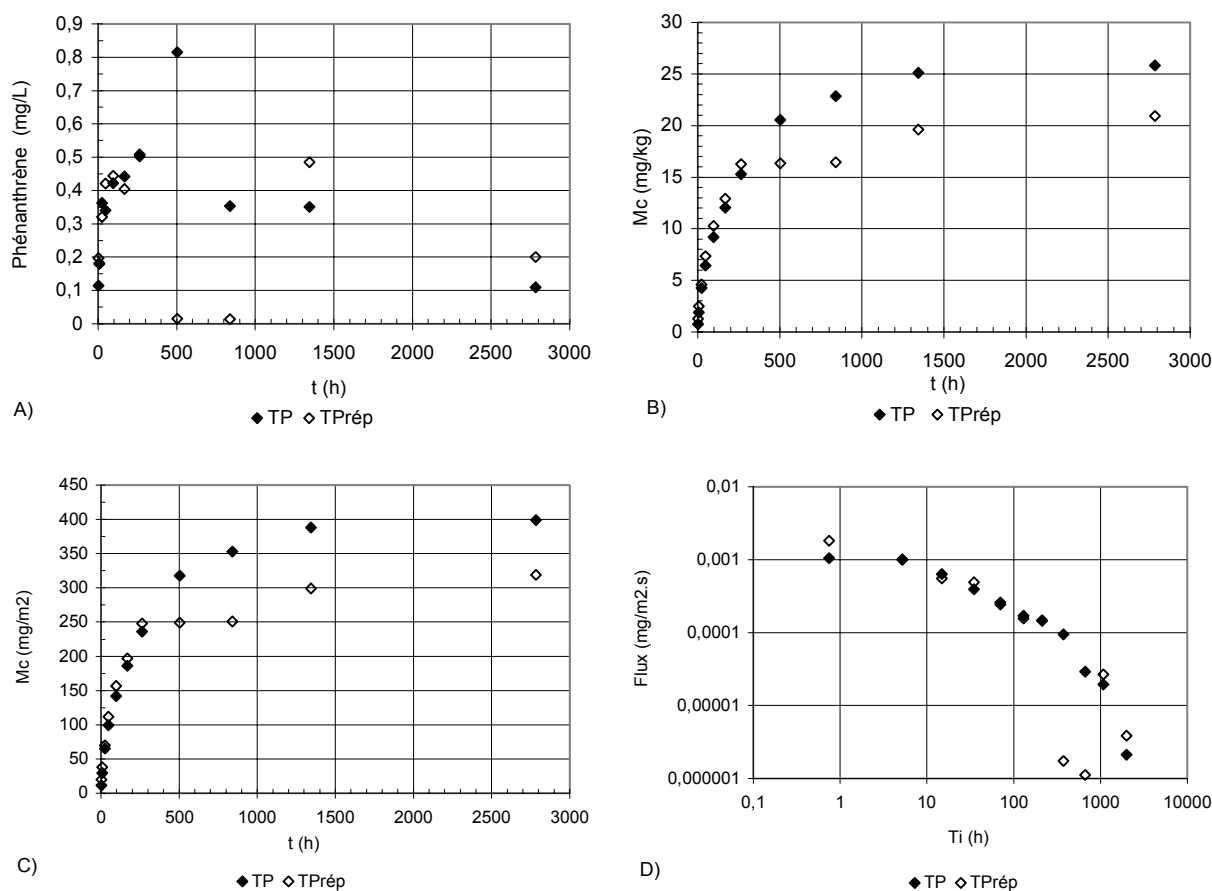 Phénanthrène (mg/L)
0,9
0,8
0,7
0,6
0,5
0,4
0,3
0,2
0,1
0
0 500 1000 1500 2000 2500 3000
t (h)
A)
TP TPrép
Mc (mg/kg)
30
25
20
15
10
5
0
0 500 1000 1500 2000 2500 3000
t (h)
B)
TP TPrép
Mc (mg/m2)
450
400
350
300
250
200
150
100
50
0
0 500 1000 1500 2000 2500 3000
t (h)
C)
TP TPrép
Flux (mg/m2.s)
0,01
0,001
0,0001
0,00001
0,000001
0,1 1 10 100 1000 10000
Ti (h)
D)
TP TPrép